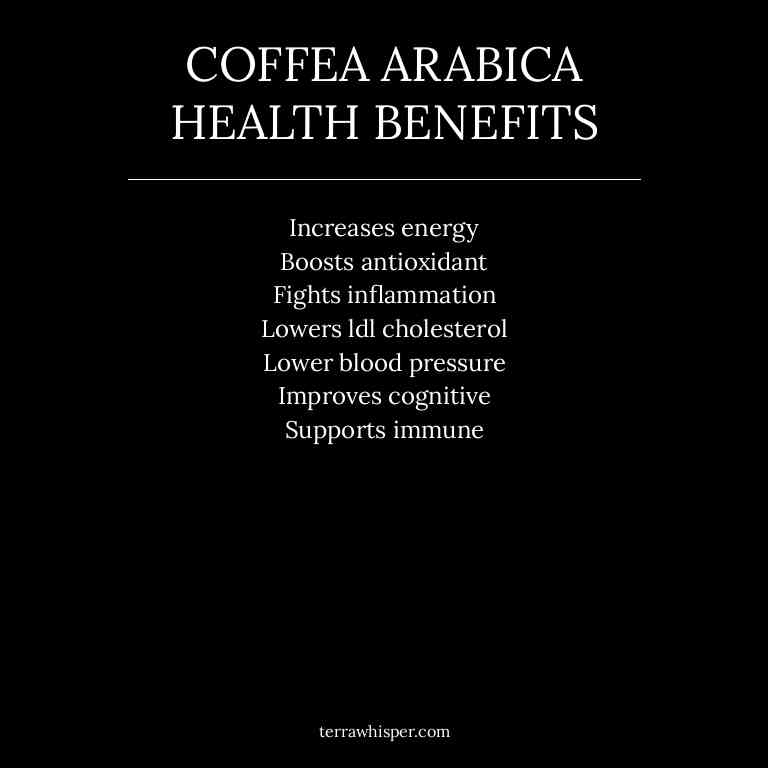 COFFEA ARABICA
HEALTH BENEFITS
Increases energy
Boosts antioxidant
Fights inflammation
Lowers ldl cholesterol
Lower blood pressure
Improves cognitive
Supports immune
terrawhisper.com